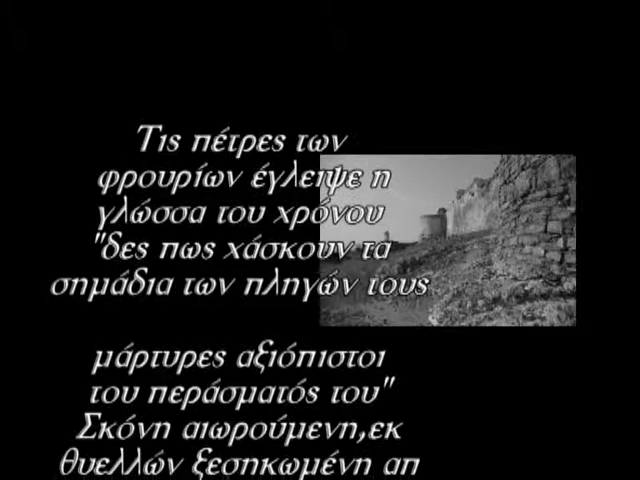 Τις πέτρες των
φρουρίων έγλειψε η
γλώσσα του χρόνου
"δες πως χάσκουν τα
σημάδια των πληγών τους
μάρτυρες αξιόπιστοι
του περάσματός του"
Σκόνη αιωρούμενη,εκ
θυελλών ξεσηκωμένη απ